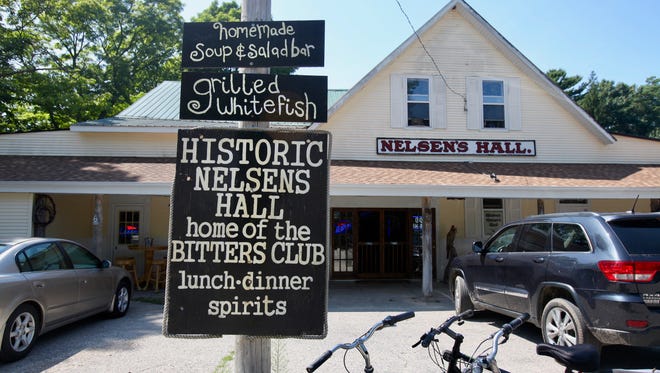 homemade
soup & salad bar
grilled
whitefish
HISTORIC
NELSENS
HALL
home of the
BITTERS CLUB
lunch·dinner
spirits
NELSEN'S HALL.